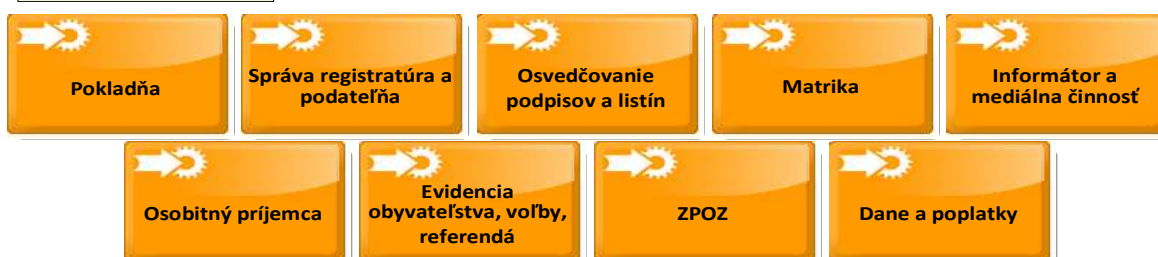 Pokladňa
Správa registratúra a
podateľňa
Osvedčovanie
podpisov a listín
Matrika
Informátor a
mediálna činnosť
Osobitný príjemca
Evidencia
obyvateľstva, voľby,
referendá
ZPOZ
Dane a poplatky